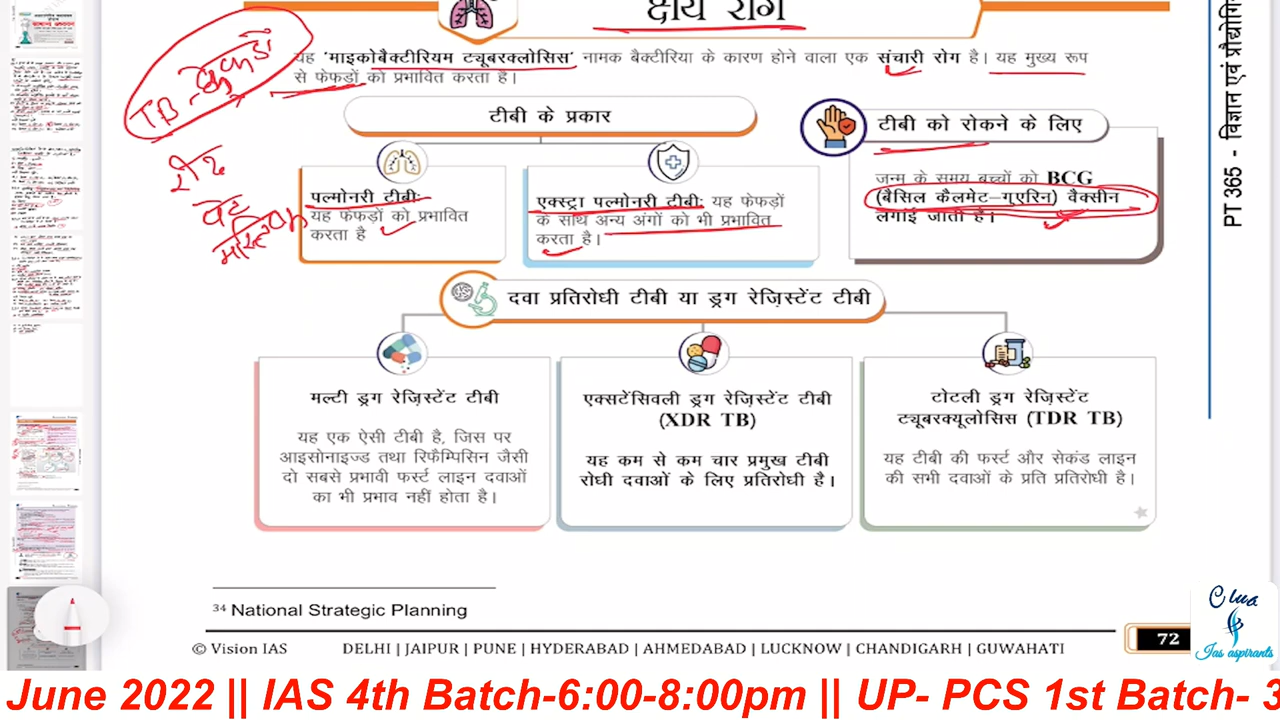 क्षय रोग
यह 'माइकोबैक्टीरियम ट्यूबरक्लोसिस' नामक बैक्टीरिया के कारण होने वाला एक संचारी रोग है। यह मुख्य रूप
से फेफड़ों को प्रभावित करता है।
TB - फेफड़ों
रीढ़
पेट
मस्तिष्क
टीबी के प्रकार
पल्मोनरी टीबीः
यह फेफड़ों को प्रभावित
करता है
एक्स्ट्रा पल्मोनरी टीबीः यह फेफड़ों
के साथ अन्य अंगों को भी प्रभावित
करता है।
टीबी को रोकने के लिए
जन्म के समय बच्चों को BCG
(बैसिल कैलमेट–गुएरिन) वैक्सीन
लगाई जाती है।
दवा प्रतिरोधी टीबी या ड्रग रेज़िस्टेंट टीबी
मल्टी ड्रग रेज़िस्टेंट टीबी
यह एक ऐसी टीबी है, जिस पर
आइसोनाइज्ड तथा रिफैम्पिसिन जैसी
दो सबसे प्रभावी फर्स्ट लाइन दवाओं
का भी प्रभाव नहीं होता है।
एक्सटेंसिवली ड्रग रेज़िस्टेंट टीबी
(XDR TB)
यह कम से कम चार प्रमुख टीबी
रोधी दवाओं के लिए प्रतिरोधी है।
टोटली ड्रग रेज़िस्टेंट
ट्यूबरक्यूलोसिस (TDR TB)
यह टीबी की फर्स्ट और सेकंड लाइन
की सभी दवाओं के प्रति प्रतिरोधी है।
PT 365 - विज्ञान एवं प्रौद्योगि
34 National Strategic Planning
© Vision IAS
DELHI | JAIPUR | PUNE | HYDERABAD | AHMEDABAD | LUCKNOW | CHANDIGARH | GUWAHATI
72
Clue
Ias aspirants
June 2022 || IAS 4th Batch-6:00-8:00pm || UP- PCS 1st Batch- 3